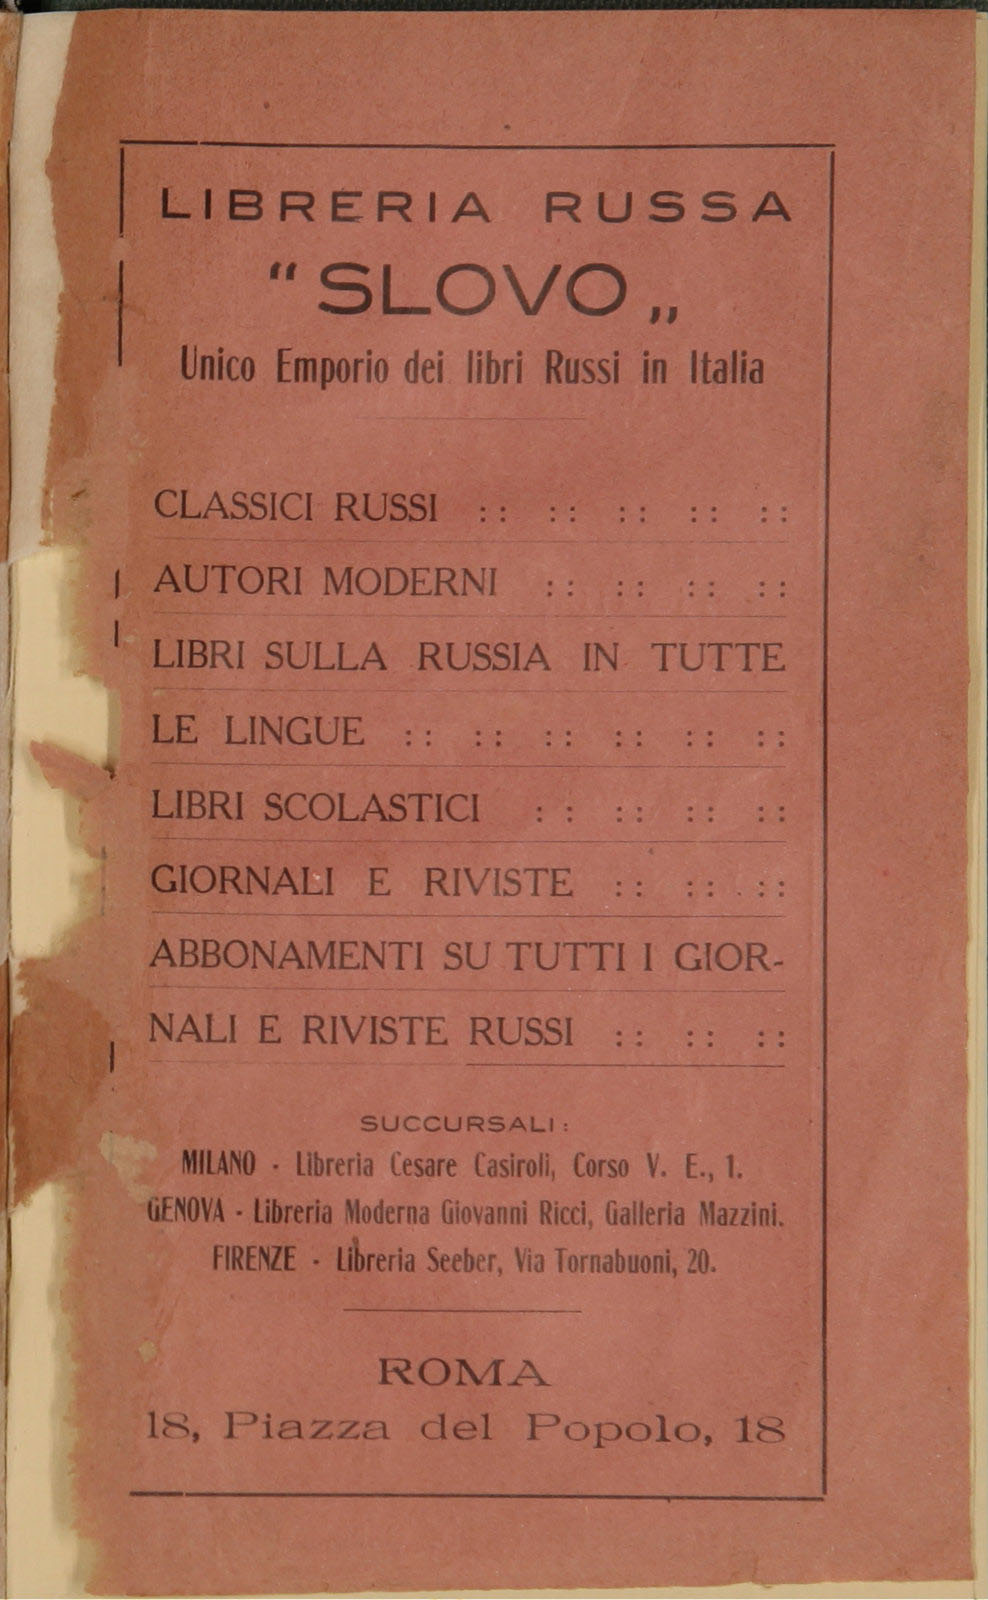 LIBRERIA RUSSA
“SLOVO„
Unico Emporio dei libri Russi in Italia
CLASSICI RUSSI :: :: :: :: ::
AUTORI MODERNI :: :: :: ::
LIBRI SULLA RUSSIA IN TUTTE
LE LINGUE :: :: :: :: :: ::
LIBRI SCOLASTICI :: :: :: ::
GIORNALI E RIVISTE :: :: ::
ABBONAMENTI SU TUTTI I GIOR-
NALI E RIVISTE RUSSI :: :: ::
SUCCURSALI:
MILANO - Libreria Cesare Casiroli, Corso V. E., 1.
GENOVA - Libreria Moderna Giovanni Ricci, Galleria Mazzini.
FIRENZE - Libreria Seeber, Via Tornabuoni, 20.
ROMA
18, Piazza del Popolo, 18